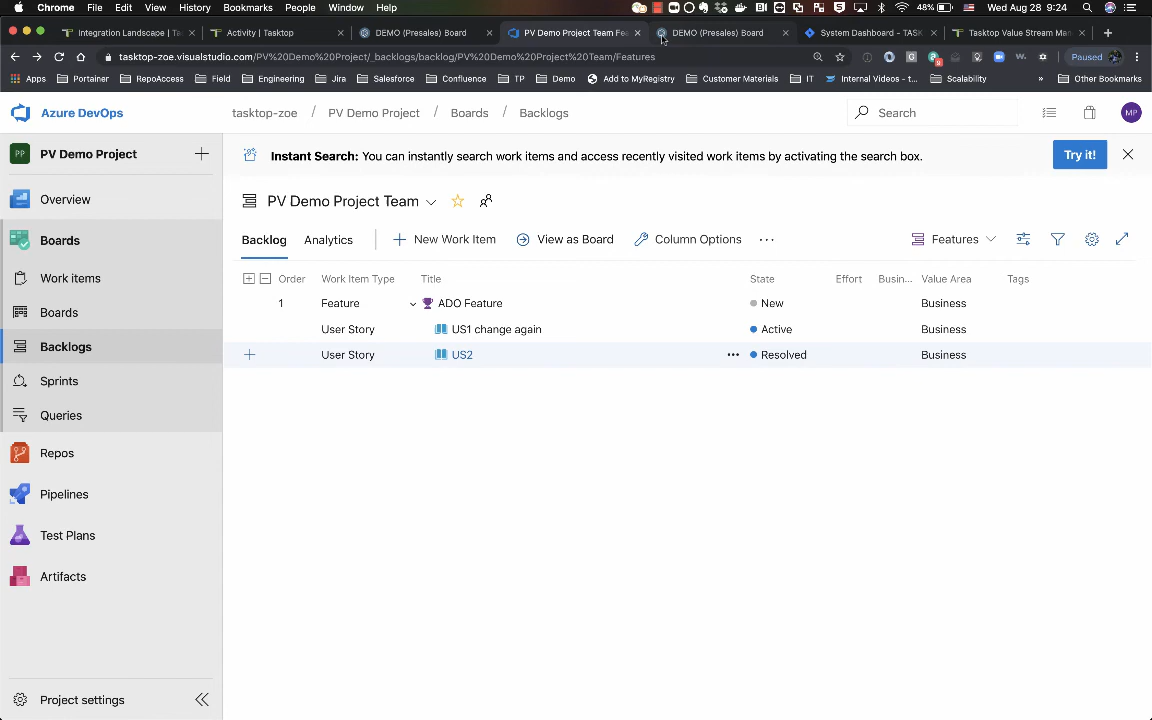 Chrome File Edit View History Bookmarks People Window Help 48% Wed Aug 28 9:24
Integration Landscape | Ta Activity | Tasktop DEMO (Presales) Board PV Demo Project Team Fea DEMO (Presales) Board System Dashboard - TASK Tasktop Value Stream Man
tasktop-zoe.visualstudio.com/PV%20Demo%20Project/_backlogs/backlog/PV%20Demo%20Project%20Team/Features Paused
Apps Portainer RepoAccess Field Engineering Jira Salesforce Confluence TP Demo Add to MyRegistry Customer Materials IT Internal Videos - t... Scalability » Other Bookmarks
Azure DevOps tasktop-zoe / PV Demo Project / Boards / Backlogs Search MP
PP PV Demo Project
Instant Search: You can instantly search work items and access recently visited work items by activating the search box. Try it!
Overview
Boards
Work items
Boards
Backlogs
Sprints
Queries
Repos
Pipelines
Test Plans
Artifacts
Project settings
PV Demo Project Team
Backlog Analytics New Work Item View as Board Column Options ... Features
Order Work Item Type Title State Effort Busin... Value Area Tags
1 Feature ADO Feature New Business
User Story US1 change again Active Business
User Story US2 ... Resolved Business